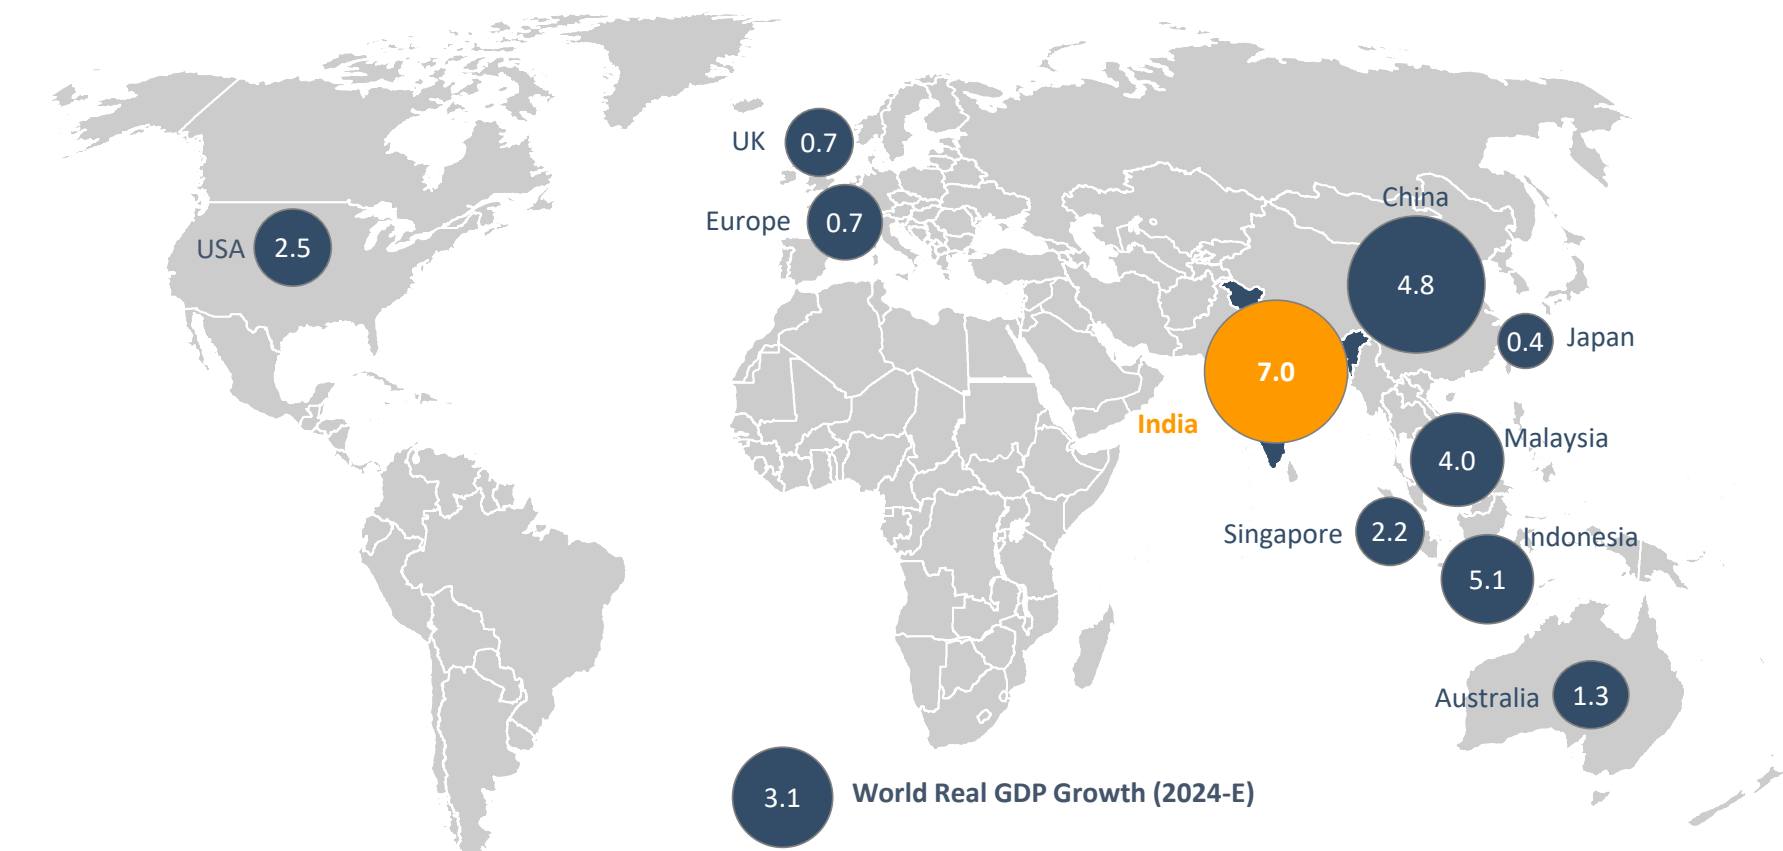 UK 0.7
Europe 0.7
USA 2.5
China
4.8
0.4 Japan
7.0
India
Malaysia
4.0
Singapore 2.2
Indonesia
5.1
Australia 1.3
3.1 World Real GDP Growth (2024-E)